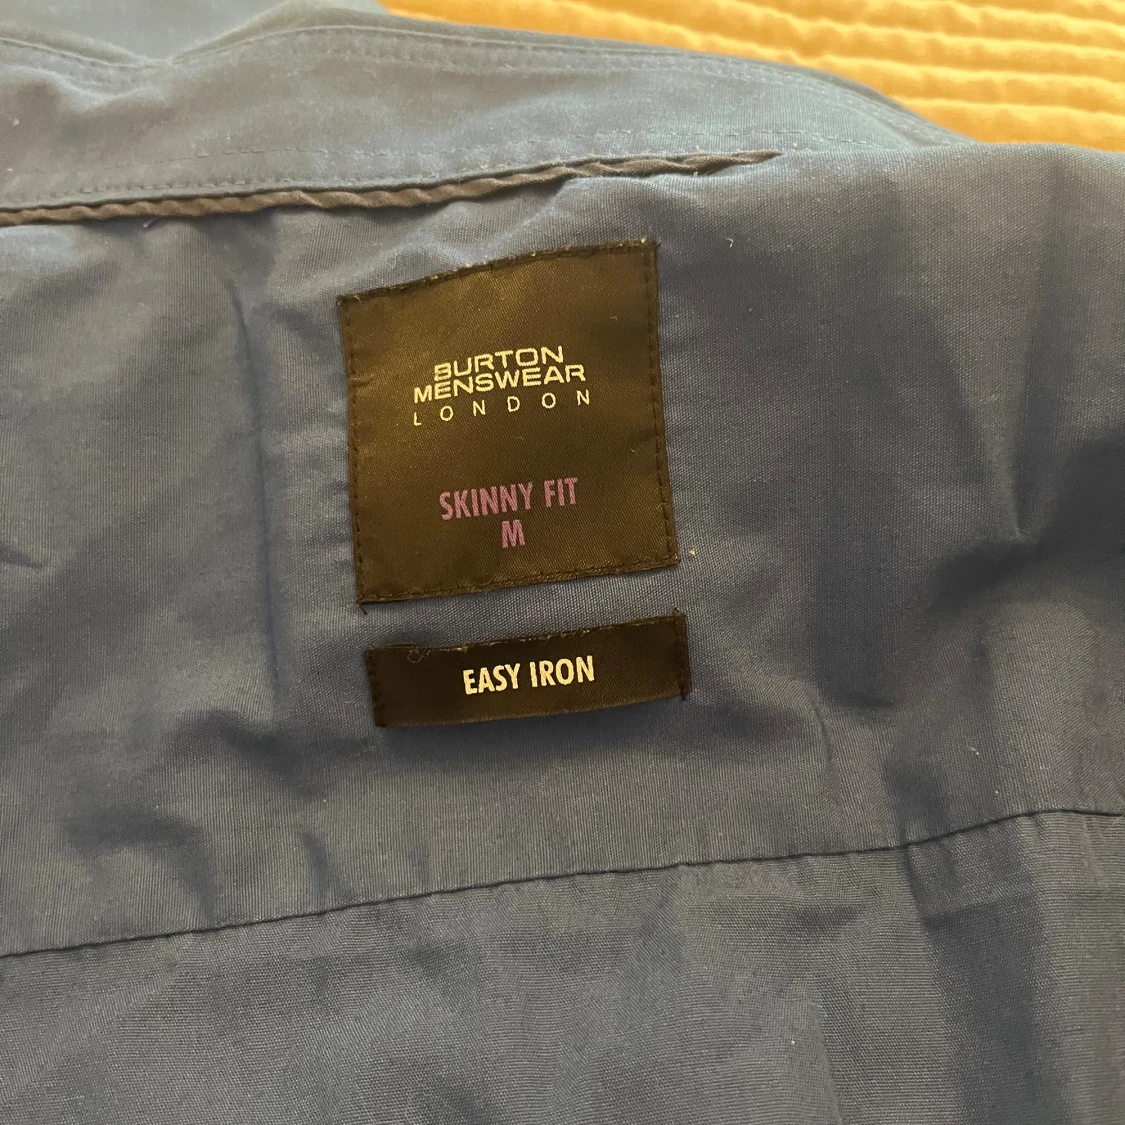 BURTON
MENSWEAR
LONDON
SKINNY FIT
M
EASY IRON